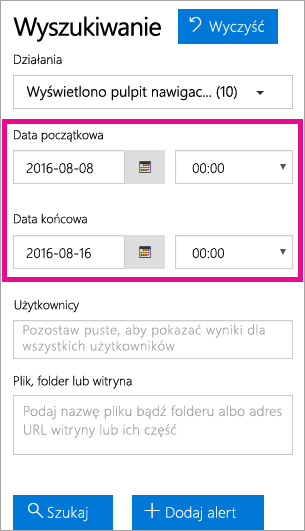 Wyszukiwanie Wyczyść
Działania
Wyświetlono pulpit nawigac... (10)
Data początkowa
2016-08-08 00:00
Data końcowa
2016-08-16 00:00
Użytkownicy
Pozostaw puste, aby pokazać wyniki dla
wszystkich użytkowników
Plik, folder lub witryna
Podaj nazwę pliku bądź folderu albo adres
URL witryny lub ich część
Szukaj Dodaj alert